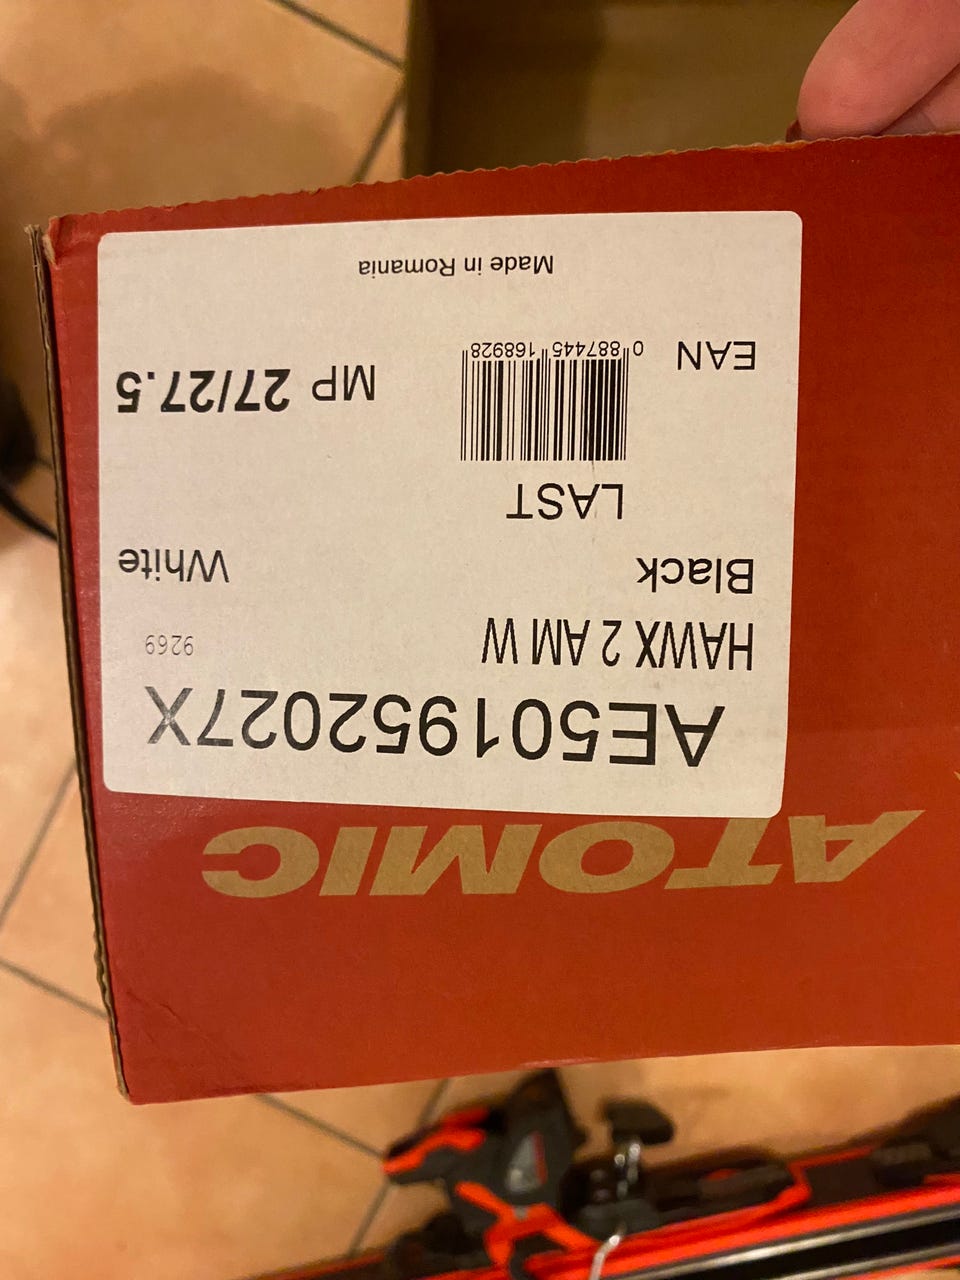 ATOMIC
AE501952027X
HAWX 2 AM W 9269
Black White
LAST
EAN 0 887445 168928 MP 27/27.5
Made in Romania